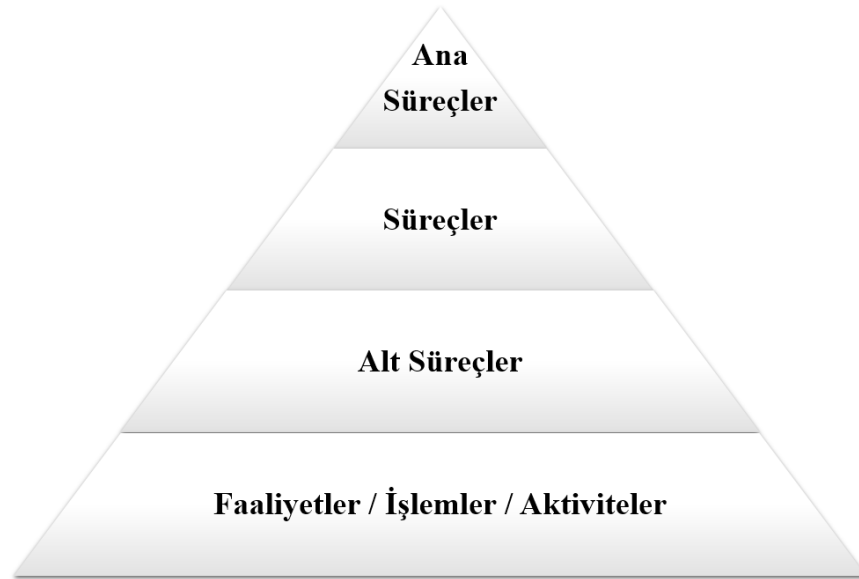 Ana
Süreçler
Süreçler
Alt Süreçler
Faaliyetler / İşlemler / Aktiviteler